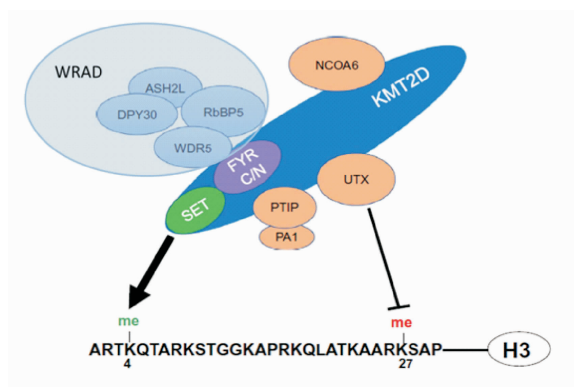 WRAD
NCOA6
KMT2D
ASH2L
DPY30
RbBP5
WDR5
FYR
C/N
UTX
SET
PTIP
PA1
me
me
ARTKQTARKSTGGKAPRKQLATKAARKSAP
H3
4
27